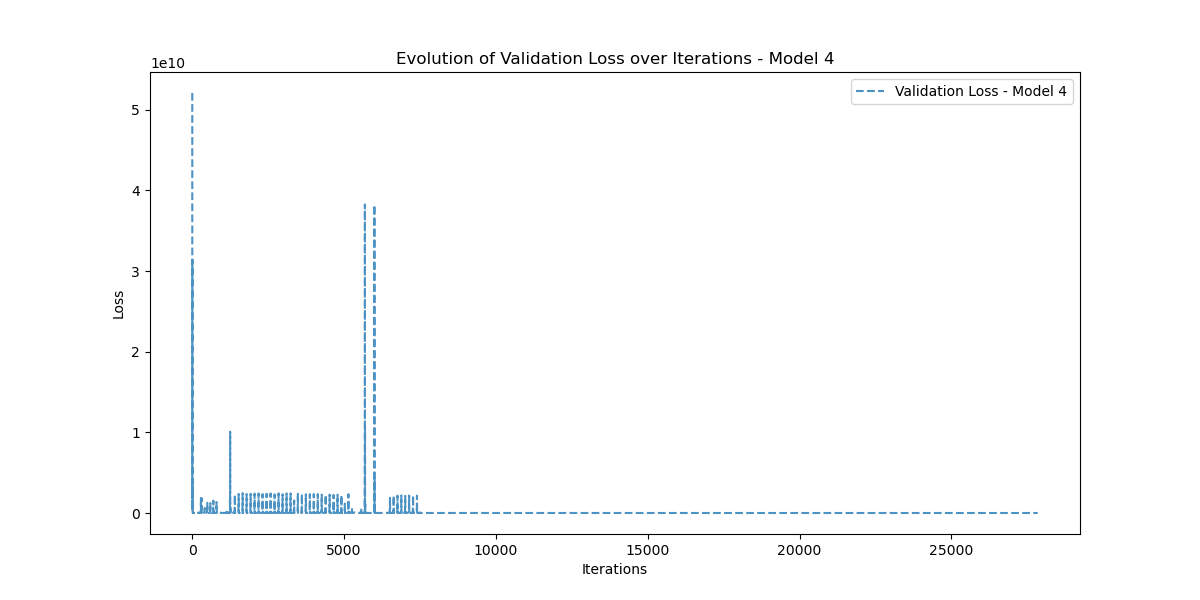 Evolution of Validation Loss over Iterations - Model 4
1e10
Validation Loss - Model 4
5
4
3
2
1
0
Loss
0 5000 10000 15000 20000 25000
Iterations